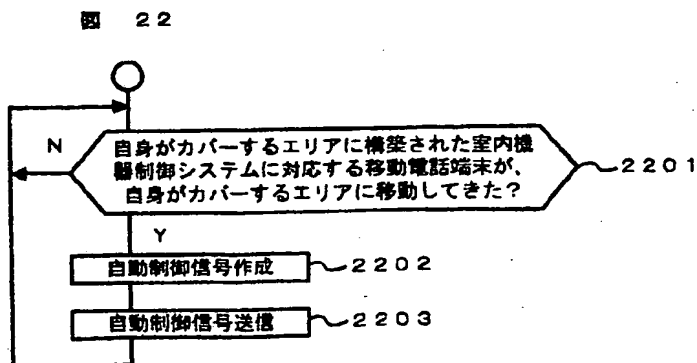 図 22
N
自身がカバーするエリアに構築された室内機
器制御システムに対応する移動電話端末が、
自身がカバーするエリアに移動してきた?
2201
Y
自動制御信号作成
2202
自動制御信号送信
2203